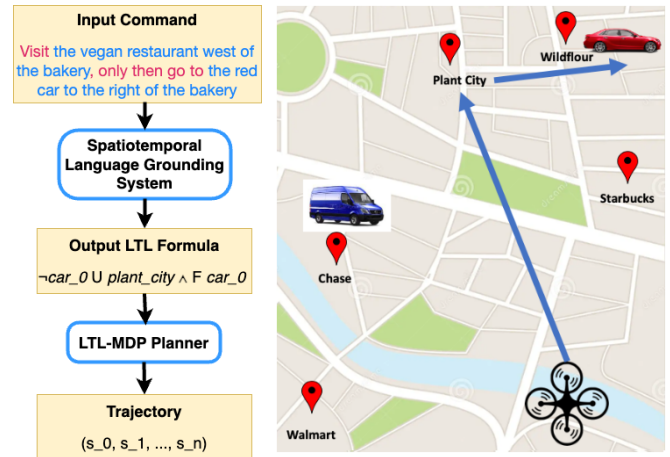 Input Command
Visit the vegan restaurant west of
the bakery, only then go to the red
car to the right of the bakery
Spatiotemporal
Language Grounding
System
Output LTL Formula
¬car_0 U plant_city ∧ F car_0
LTL-MDP Planner
Trajectory
(s_0, s_1, ..., s_n)
Wildflour
Plant City
Starbucks
Chase
Walmart